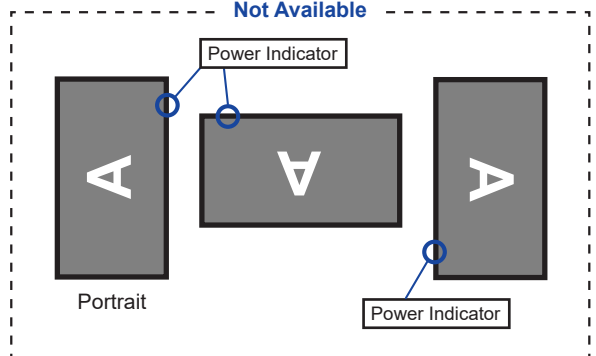 Not Available
Power Indicator
A A A
Portrait
Power Indicator